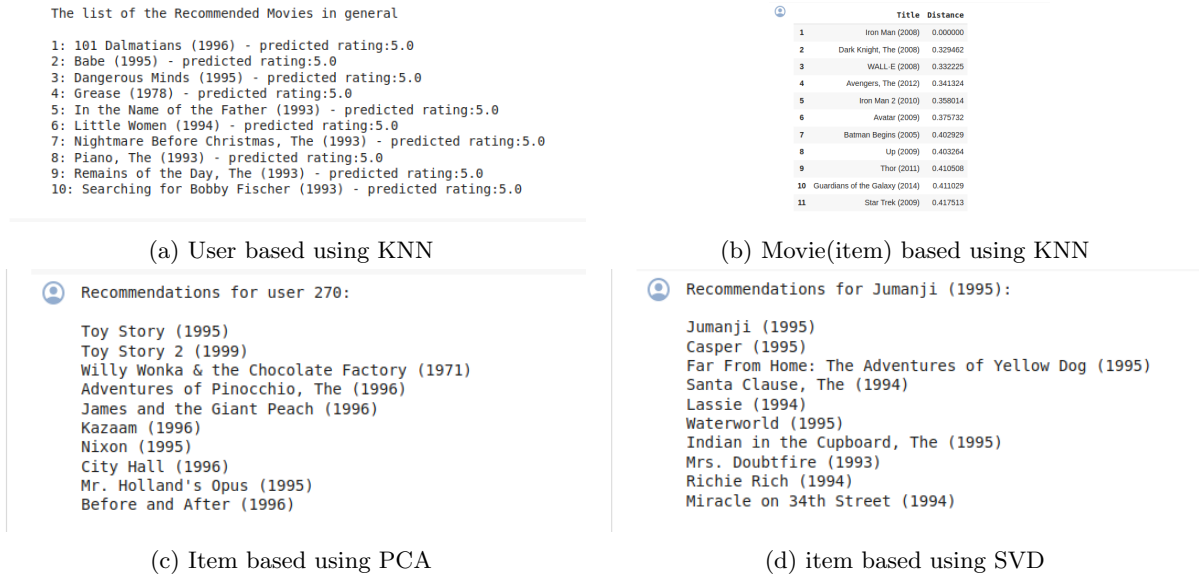 The list of the Recommended Movies in general
1: 101 Dalmatians (1996) - predicted rating:5.0
2: Babe (1995) - predicted rating:5.0
3: Dangerous Minds (1995) - predicted rating:5.0
4: Grease (1978) - predicted rating:5.0
5: In the Name of the Father (1993) - predicted rating:5.0
6: Little Women (1994) - predicted rating:5.0
7: Nightmare Before Christmas, The (1993) - predicted rating:5.0
8: Piano, The (1993) - predicted rating:5.0
9: Remains of the Day, The (1993) - predicted rating:5.0
10: Searching for Bobby Fischer (1993) - predicted rating:5.0
(a) User based using KNN
Title Distance
1 Iron Man (2008) 0.000000
2 Dark Knight, The (2008) 0.329462
3 WALL·E (2008) 0.332225
4 Avengers, The (2012) 0.341324
5 Iron Man 2 (2010) 0.358014
6 Avatar (2009) 0.375732
7 Batman Begins (2005) 0.402929
8 Up (2009) 0.403264
9 Thor (2011) 0.410508
10 Guardians of the Galaxy (2014) 0.411029
11 Star Trek (2009) 0.417513
(b) Movie(item) based using KNN
Recommendations for user 270:
Toy Story (1995)
Toy Story 2 (1999)
Willy Wonka & the Chocolate Factory (1971)
Adventures of Pinocchio, The (1996)
James and the Giant Peach (1996)
Kazaam (1996)
Nixon (1995)
City Hall (1996)
Mr. Holland's Opus (1995)
Before and After (1996)
(c) Item based using PCA
Recommendations for Jumanji (1995):
Jumanji (1995)
Casper (1995)
Far From Home: The Adventures of Yellow Dog (1995)
Santa Clause, The (1994)
Lassie (1994)
Waterworld (1995)
Indian in the Cupboard, The (1995)
Mrs. Doubtfire (1993)
Richie Rich (1994)
Miracle on 34th Street (1994)
(d) item based using SVD